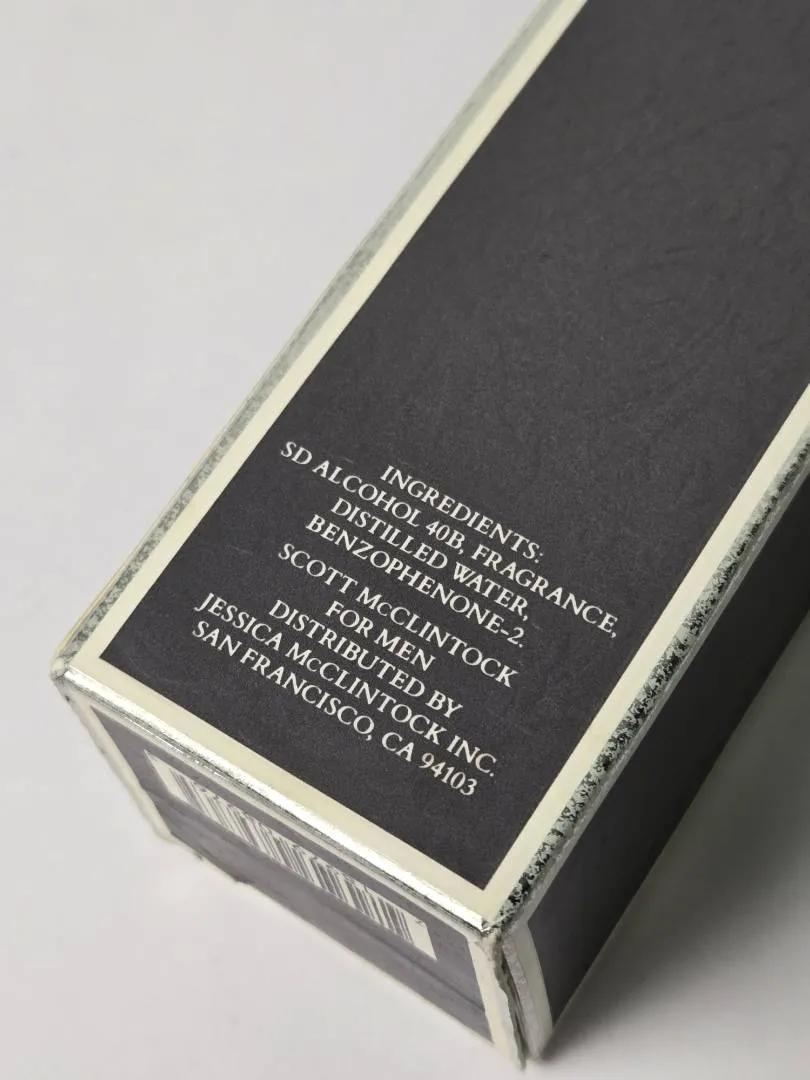 INGREDIENTS:
SD ALCOHOL 40B, FRAGRANCE,
DISTILLED WATER,
BENZOPHENONE-2.
SCOTT McCLINTOCK
FOR MEN
DISTRIBUTED BY
JESSICA McCLINTOCK INC.
SAN FRANCISCO, CA 94103